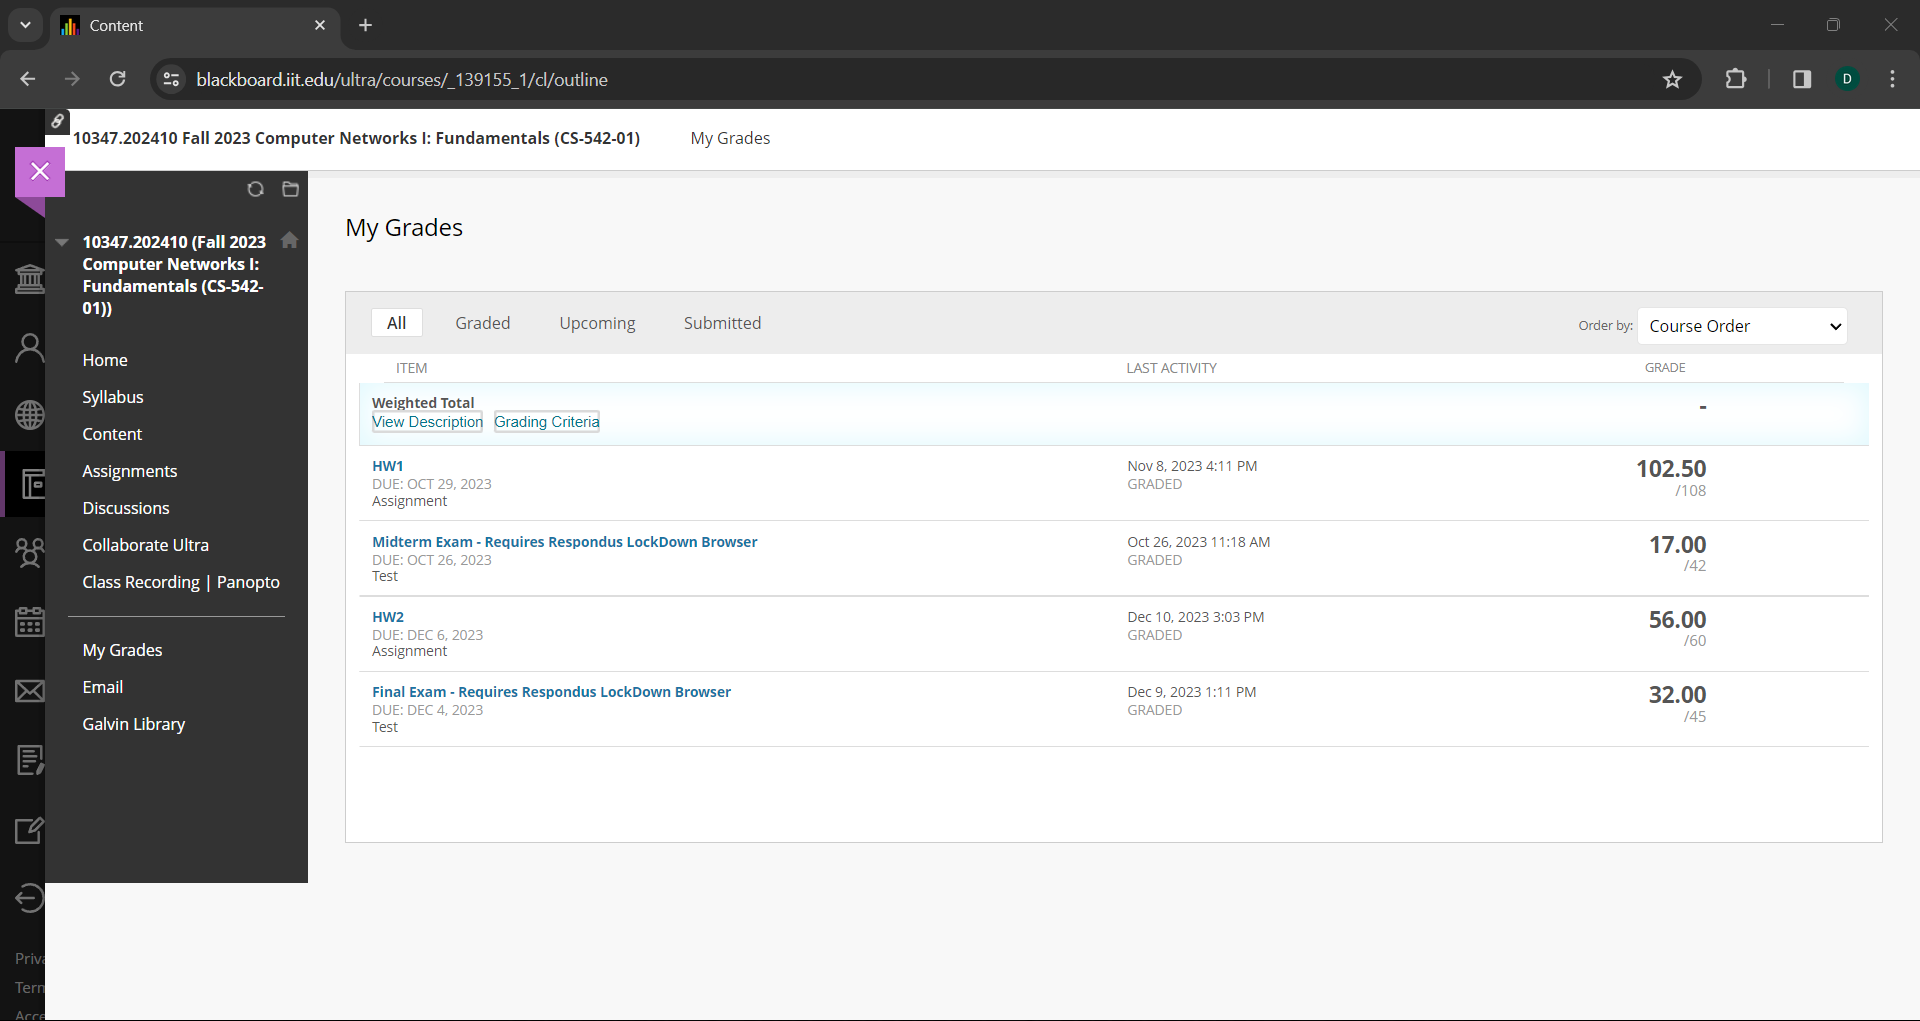 Content
blackboard.iit.edu/ultra/courses/_139155_1/cl/outline
D
10347.202410 Fall 2023 Computer Networks I: Fundamentals (CS-542-01)
My Grades
10347.202410 (Fall 2023
Computer Networks I:
Fundamentals (CS-542-
01))
Home
Syllabus
Content
Assignments
Discussions
Collaborate Ultra
Class Recording | Panopto
My Grades
Email
Galvin Library
Priva
Term
Acce
My Grades
All
Graded
Upcoming
Submitted
Order by:
Course Order
ITEM
LAST ACTIVITY
GRADE
Weighted Total
-
View Description
Grading Criteria
HW1
Nov 8, 2023 4:11 PM
102.50
DUE: OCT 29, 2023
GRADED
/108
Assignment
Midterm Exam - Requires Respondus LockDown Browser
Oct 26, 2023 11:18 AM
17.00
DUE: OCT 26, 2023
GRADED
/42
Test
HW2
Dec 10, 2023 3:03 PM
56.00
DUE: DEC 6, 2023
GRADED
/60
Assignment
Final Exam - Requires Respondus LockDown Browser
Dec 9, 2023 1:11 PM
32.00
DUE: DEC 4, 2023
GRADED
/45
Test